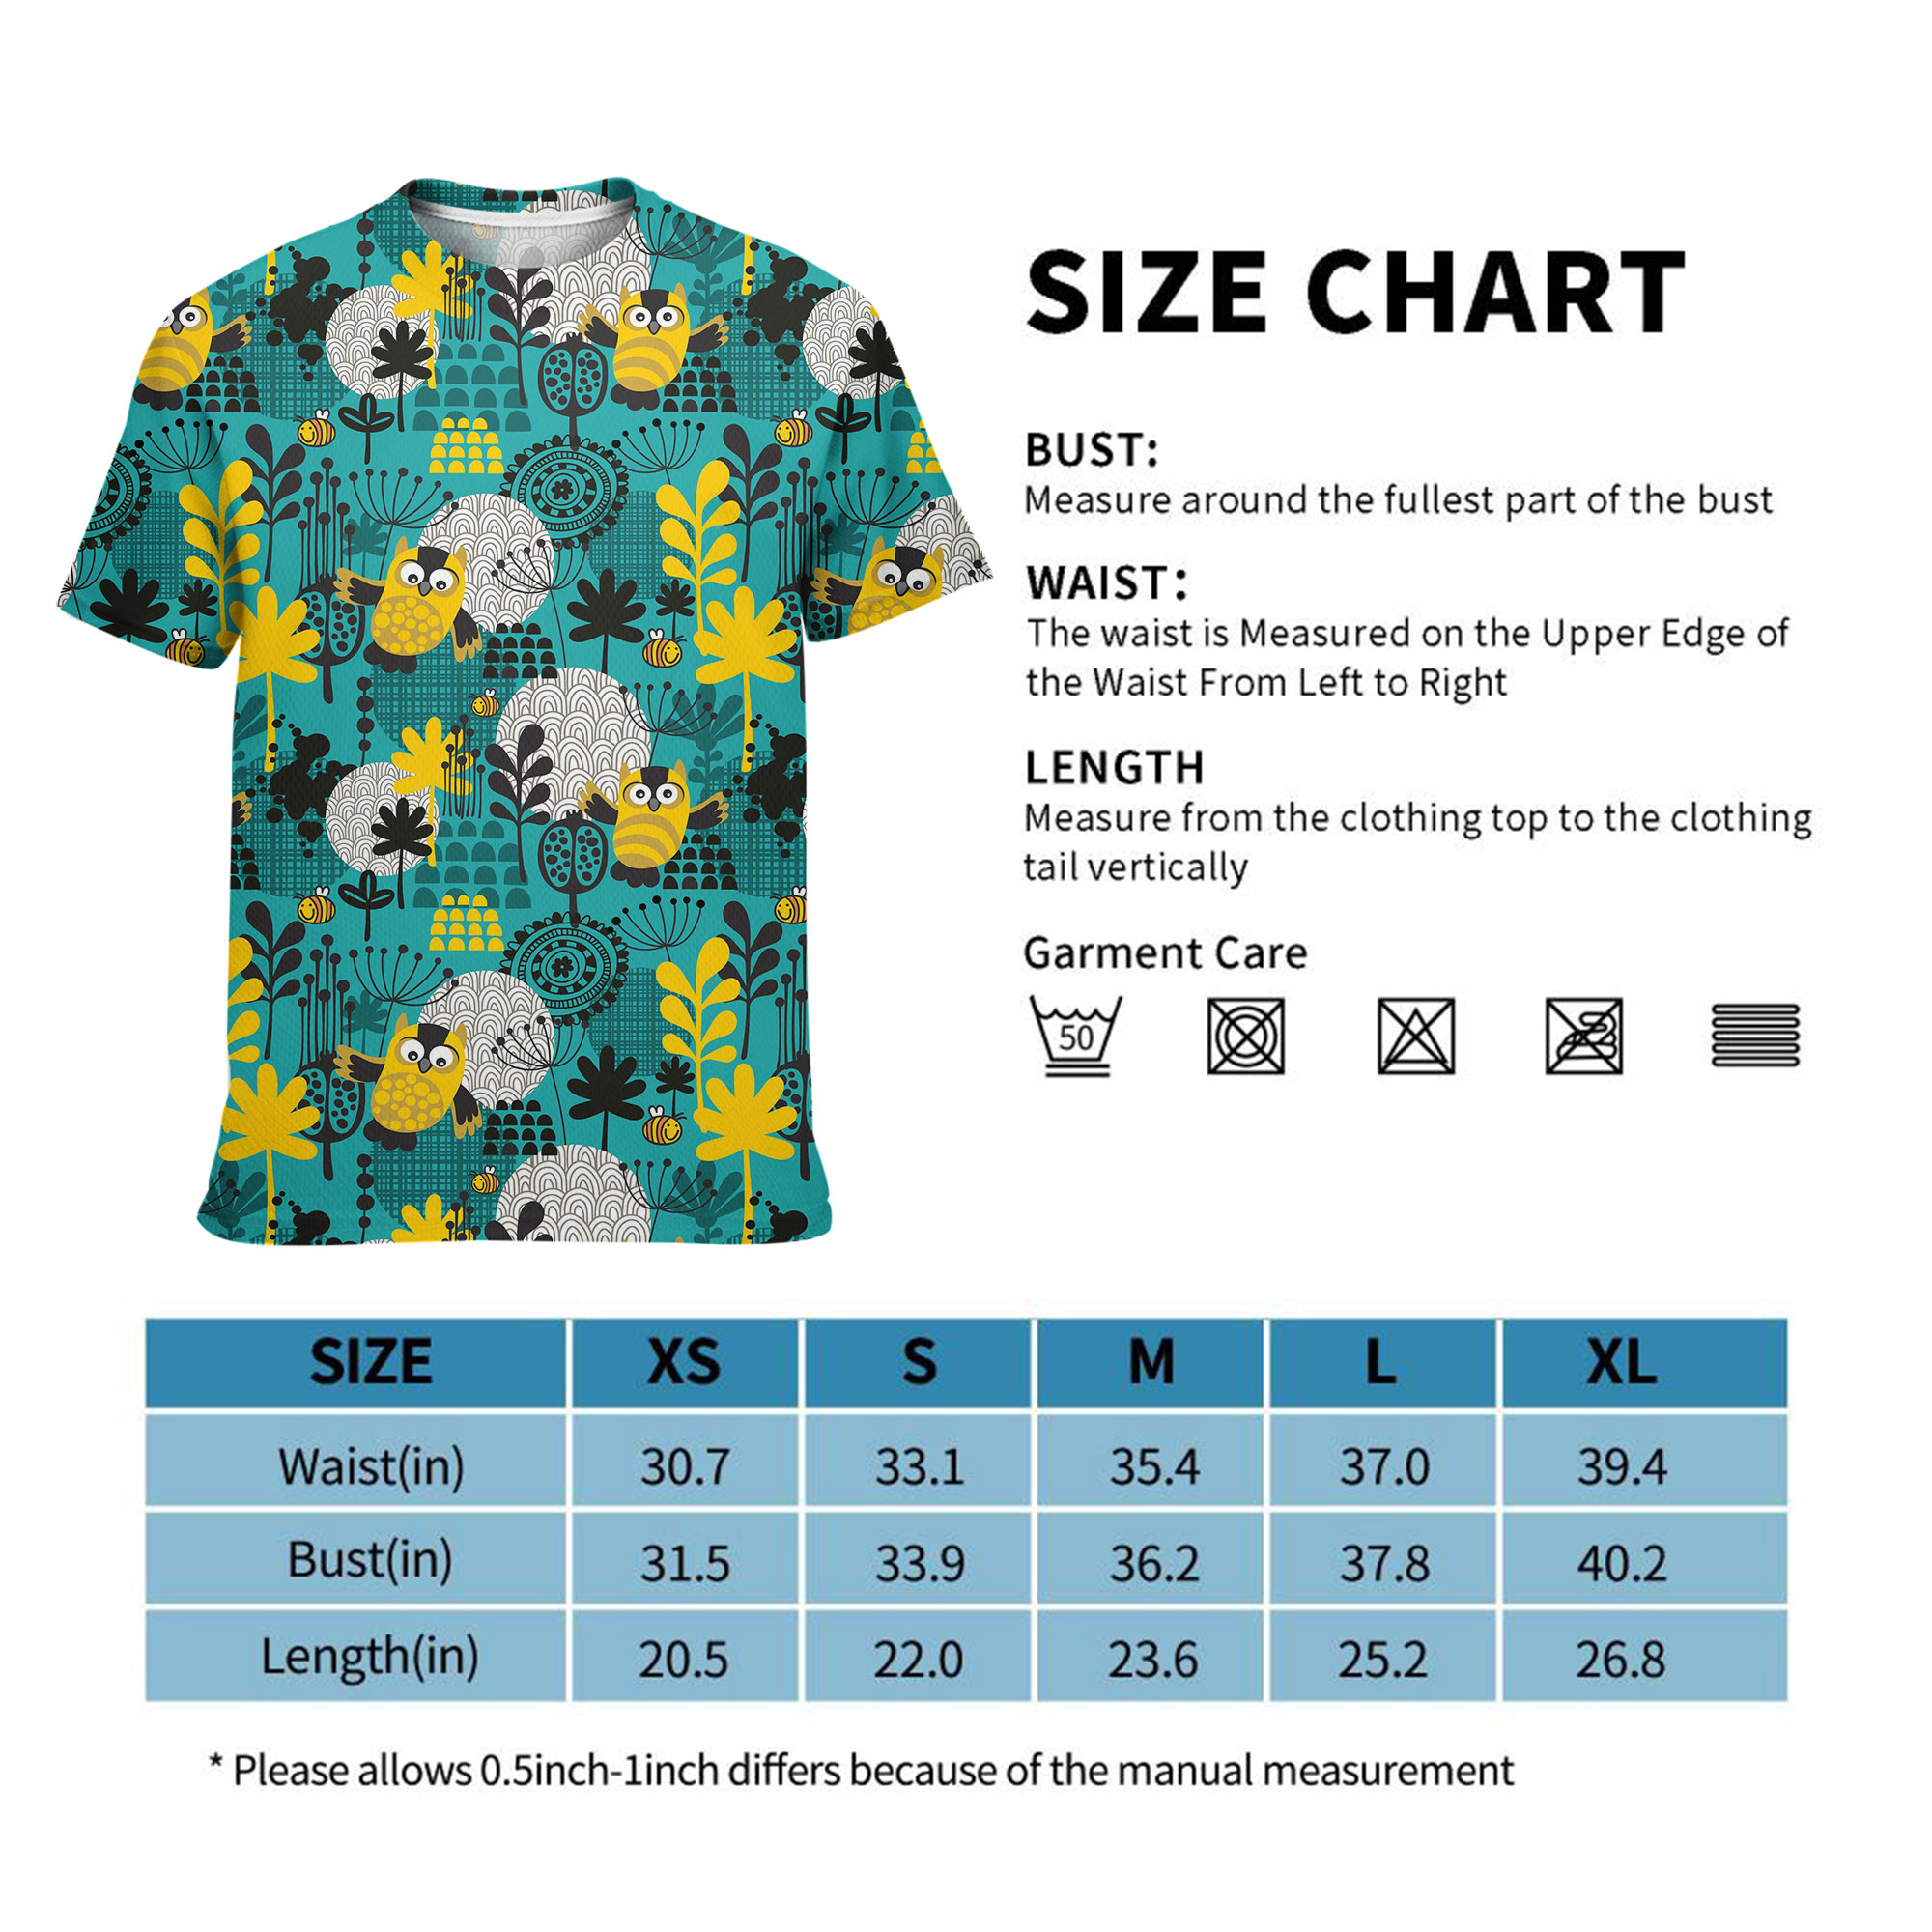 SIZE CHART
BUST:
Measure around the fullest part of the bust
WAIST:
The waist is Measured on the Upper Edge of
the Waist From Left to Right
LENGTH
Measure from the clothing top to the clothing
tail vertically
Garment Care
50
SIZE XS S M L XL
Waist(in) 30.7 33.1 35.4 37.0 39.4
Bust(in) 31.5 33.9 36.2 37.8 40.2
Length(in) 20.5 22.0 23.6 25.2 26.8
* Please allows 0.5inch-1inch differs because of the manual measurement